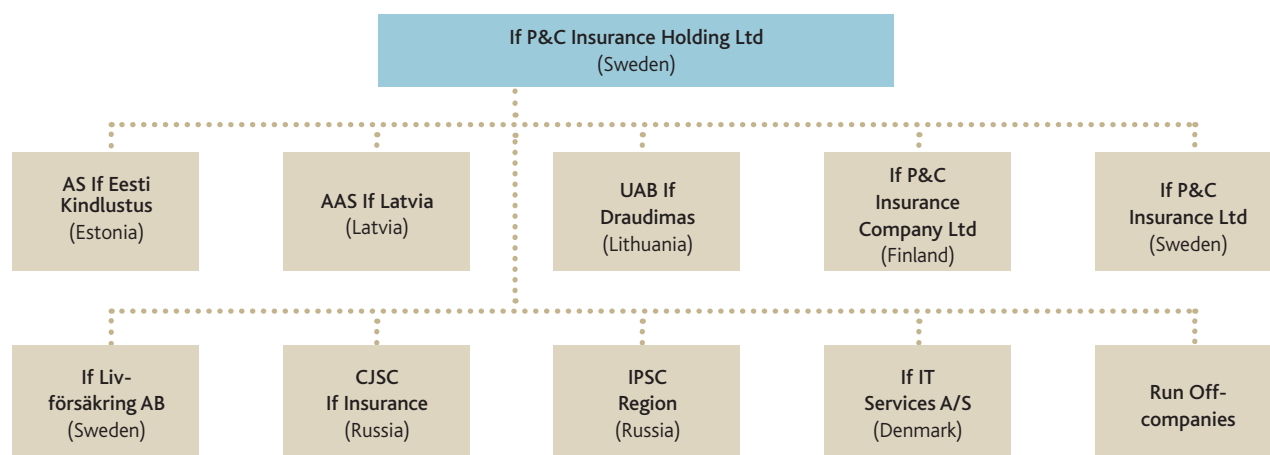 If P&C Insurance Holding Ltd
(Sweden)
AS If Eesti
Kindlustus
(Estonia)
AAS If Latvia
(Latvia)
UAB If
Draudimas
(Lithuania)
If P&C
Insurance
Company Ltd
(Finland)
If P&C
Insurance Ltd
(Sweden)
If Liv-
försäkring AB
(Sweden)
CJSC
If Insurance
(Russia)
IPSC
Region
(Russia)
If IT
Services A/S
(Denmark)
Run Off-
companies